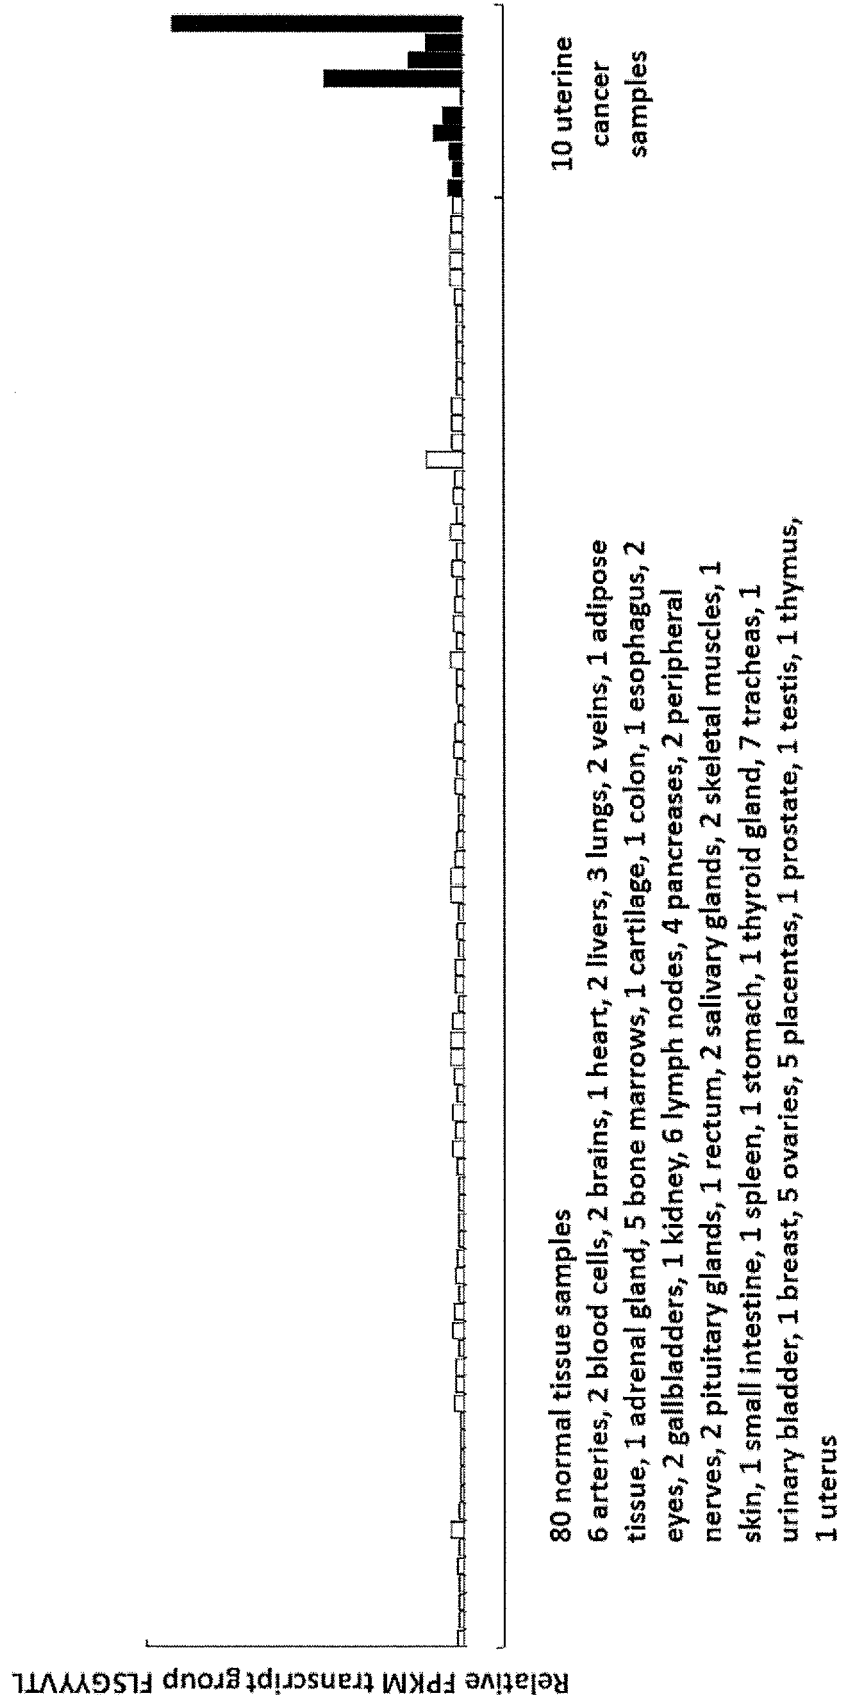 Relative FPKM transcript group FLSGYYVTL
80 normal tissue samples
6 arteries, 2 blood cells, 2 brains, 1 heart, 2 livers, 3 lungs, 2 veins, 1 adipose
tissue, 1 adrenal gland, 5 bone marrows, 1 cartilage, 1 colon, 1 esophagus, 2
eyes, 2 gallbladders, 1 kidney, 6 lymph nodes, 4 pancreases, 2 peripheral
nerves, 2 pituitary glands, 1 rectum, 2 salivary glands, 2 skeletal muscles, 1
skin, 1 small intestine, 1 spleen, 1 stomach, 1 thyroid gland, 7 tracheas, 1
urinary bladder, 1 breast, 5 ovaries, 5 placentas, 1 prostate, 1 testis, 1 thymus,
1 uterus
10 uterine
cancer
samples